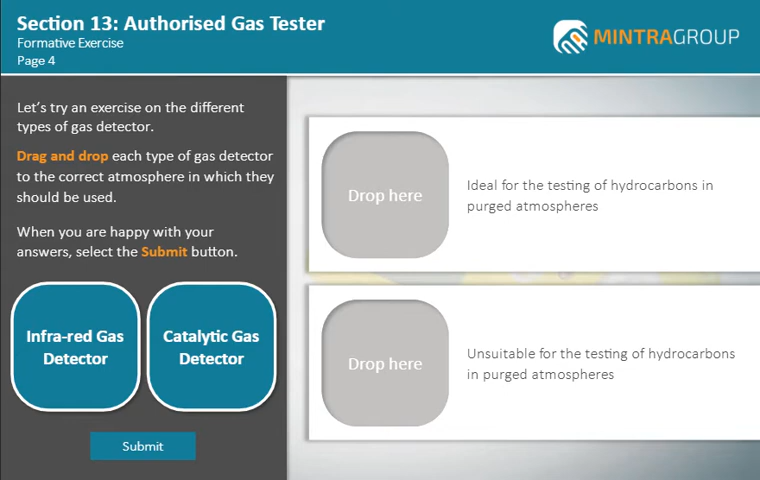 Section 13: Authorised Gas Tester
Formative Exercise
Page 4
MINTRAGROUP
Let's try an exercise on the different
types of gas detector.
Drag and drop each type of gas detector
to the correct atmosphere in which they
should be used.
When you are happy with your
answers, select the Submit button.
Infra-red Gas
Detector
Catalytic Gas
Detector
Submit
Drop here
Ideal for the testing of hydrocarbons in
purged atmospheres
Drop here
Unsuitable for the testing of hydrocarbons
in purged atmospheres